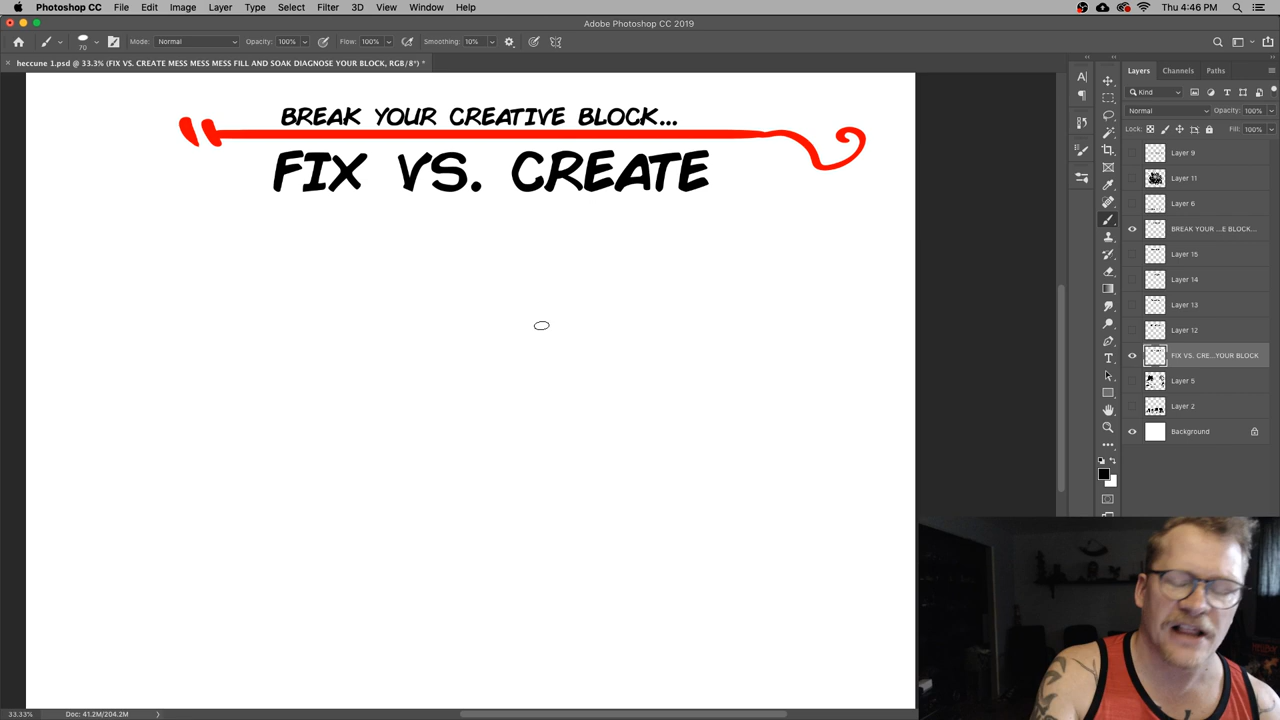 Photoshop CC File Edit Image Layer Type Select Filter 3D View Window Help Thu 4:46 PM
Adobe Photoshop CC 2019
70 Mode: Normal Opacity: 100% Flow: 100% Smoothing: 10%
× heccune 1.psd @ 33.3% (FIX VS. CREATE MESS MESS MESS FILL AND SOAK DIAGNOSE YOUR BLOCK, RGB/8*) *
BREAK YOUR CREATIVE BLOCK...
FIX VS. CREATE
Layers Channels Paths
Kind
Normal Opacity: 100%
Lock: Fill: 100%
Layer 9
Layer 11
Layer 6
BREAK YOUR ...E BLOCK...
Layer 15
Layer 14
Layer 13
Layer 12
FIX VS. CRE...YOUR BLOCK
Layer 5
Layer 2
Background
33.33% Doc: 41.2M/204.2M